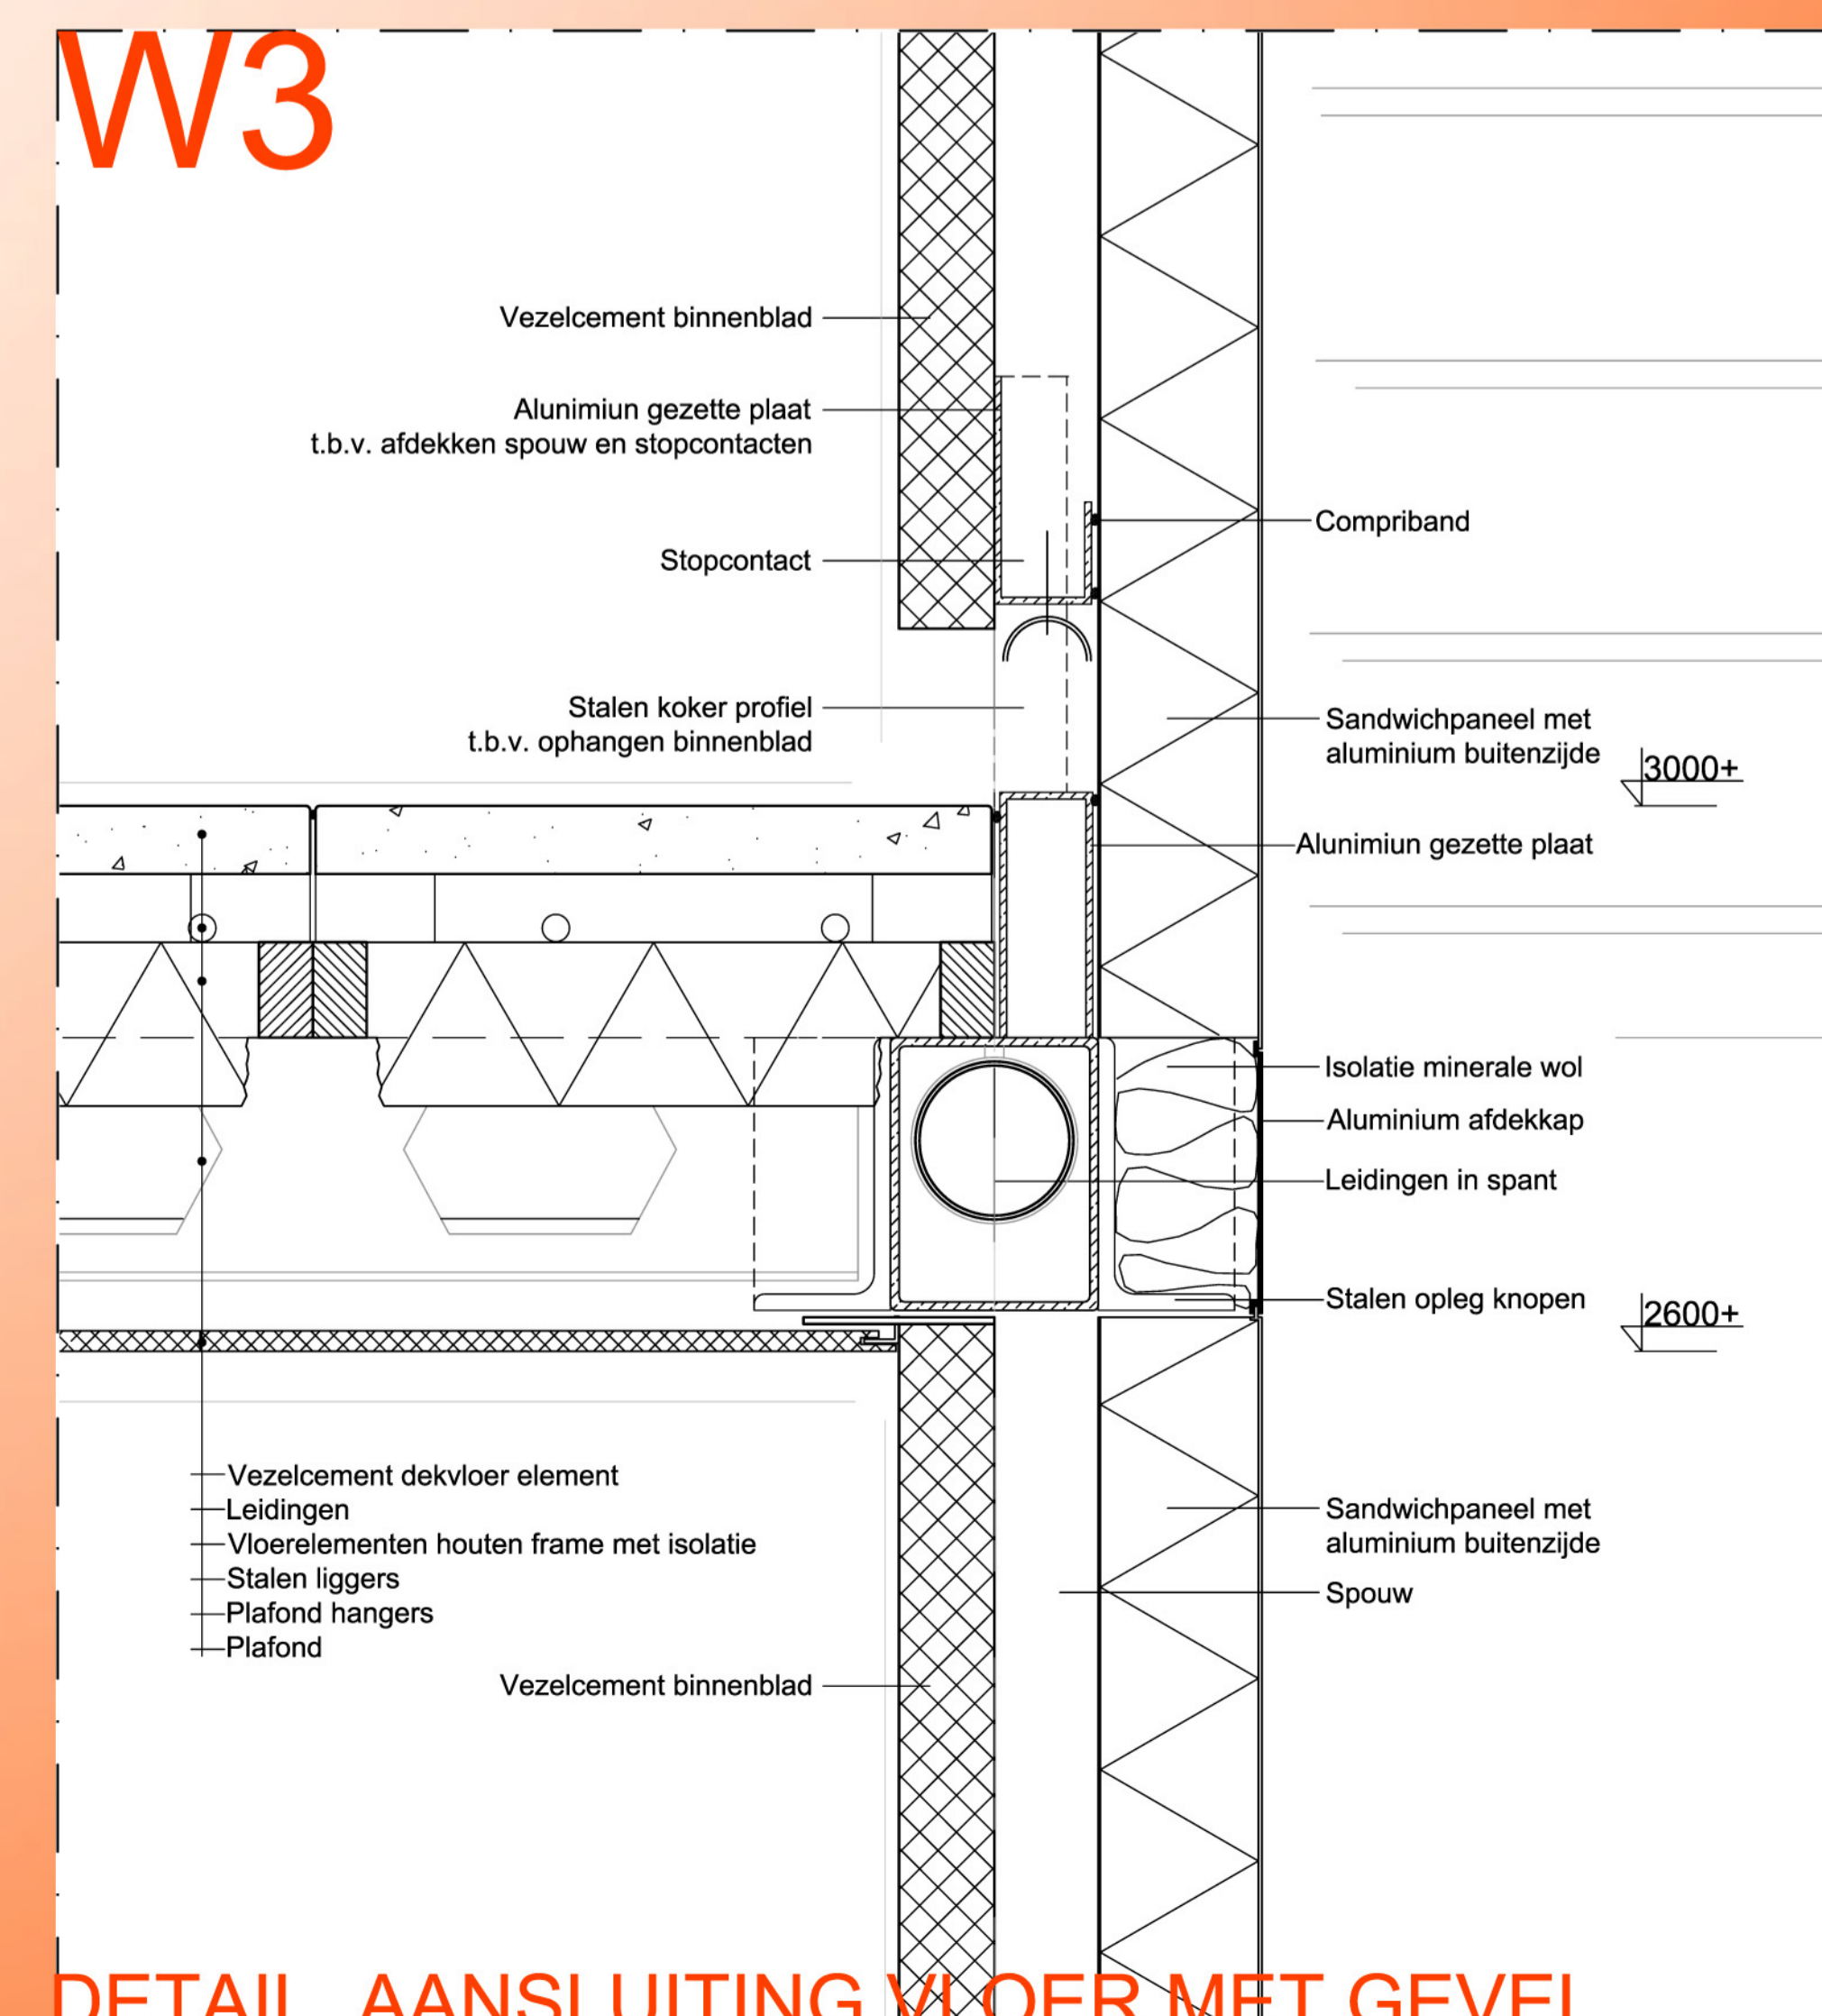 W3
Vezelcement binnenblad
Alunimiun gezette plaat
t.b.v. afdekken spouw en stopcontacten
Compriband
Stopcontact
Stalen koker profiel
t.b.v. ophangen binnenblad
Sandwichpaneel met
aluminium buitenzijde
3000+
Alunimiun gezette plaat
Isolatie minerale wol
Aluminium afdekkap
Leidingen in spant
Stalen opleg knopen
2600+
Vezelcement dekvloer element
Leidingen
Vloerelementen houten frame met isolatie
Stalen liggers
Plafond hangers
Plafond
Sandwichpaneel met
aluminium buitenzijde
Spouw
Vezelcement binnenblad
DETAIL AANSLUITING VLOER MET GEVEL